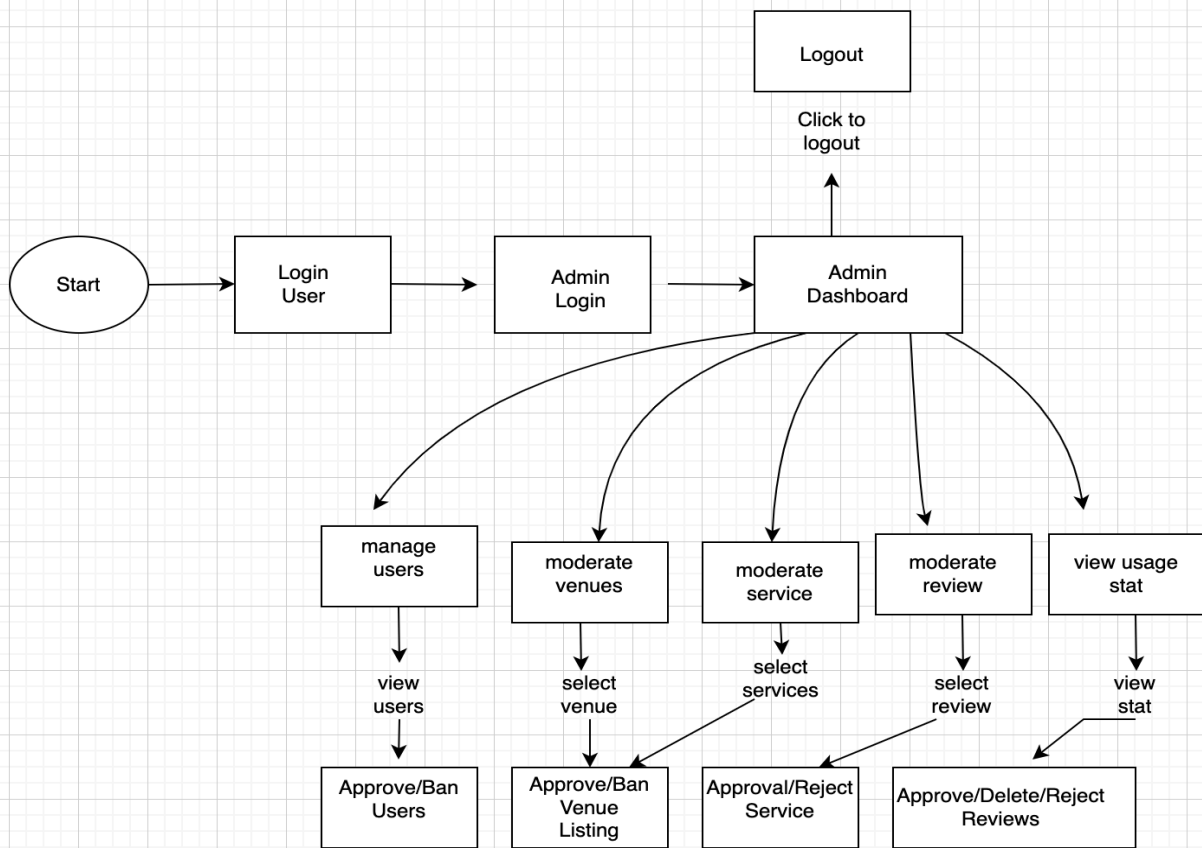 Logout
Click to
logout
Start
Login
User
Admin
Login
Admin
Dashboard
manage
users
moderate
venues
moderate
service
moderate
review
view usage
stat
view
users
select
venue
select
services
select
review
view
stat
Approve/Ban
Users
Approve/Ban
Venue
Listing
Approval/Reject
Service
Approve/Delete/Reject
Reviews